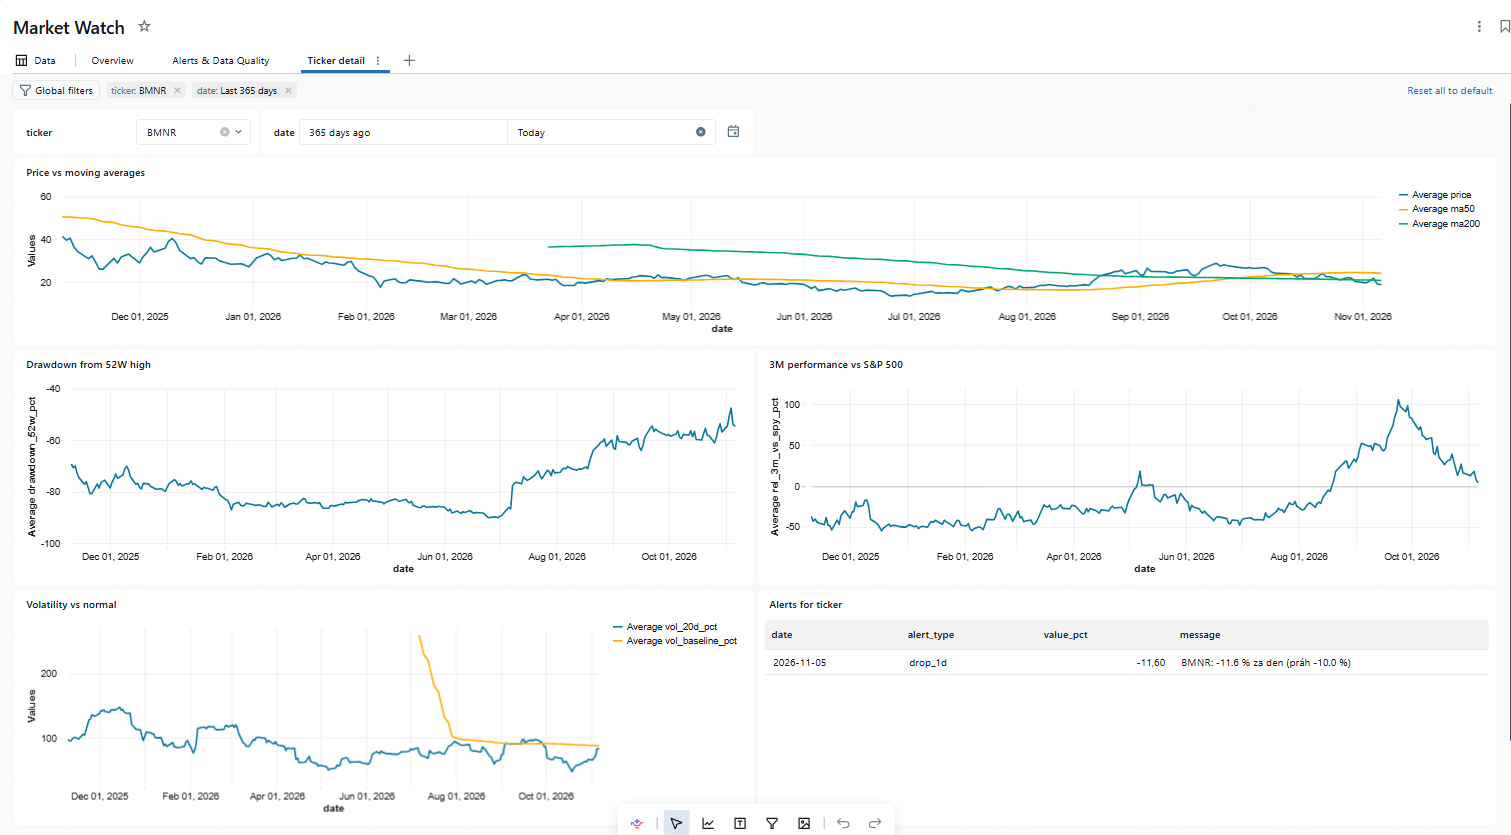 Market Watch
Data
Overview
Alerts & Data Quality
Ticker detail
Global filters
ticker: BMNR
date: Last 365 days
Reset all to default
ticker
BMNR
date
365 days ago
Today
Price vs moving averages
Average price
Average ma50
Average ma200
Values
60
40
20
Dec 01, 2025
Jan 01, 2026
Feb 01, 2026
Mar 01, 2026
Apr 01, 2026
May 01, 2026
Jun 01, 2026
Jul 01, 2026
Aug 01, 2026
Sep 01, 2026
Oct 01, 2026
Nov 01, 2026
date
Drawdown from 52W high
Average drawdown_52w_pct
-40
-60
-80
-100
Dec 01, 2025
Feb 01, 2026
Apr 01, 2026
Jun 01, 2026
Aug 01, 2026
Oct 01, 2026
date
3M performance vs S&P 500
Average rel_3m_vs_spy_pct
100
50
0
-50
Dec 01, 2025
Feb 01, 2026
Apr 01, 2026
Jun 01, 2026
Aug 01, 2026
Oct 01, 2026
date
Volatility vs normal
Average vol_20d_pct
Average vol_baseline_pct
Values
200
100
Dec 01, 2025
Feb 01, 2026
Apr 01, 2026
Jun 01, 2026
Aug 01, 2026
Oct 01, 2026
date
Alerts for ticker
date alert_type value_pct message
2026-11-05 drop_1d -11,60 BMNR: -11.6 % za den (práh -10.0 %)